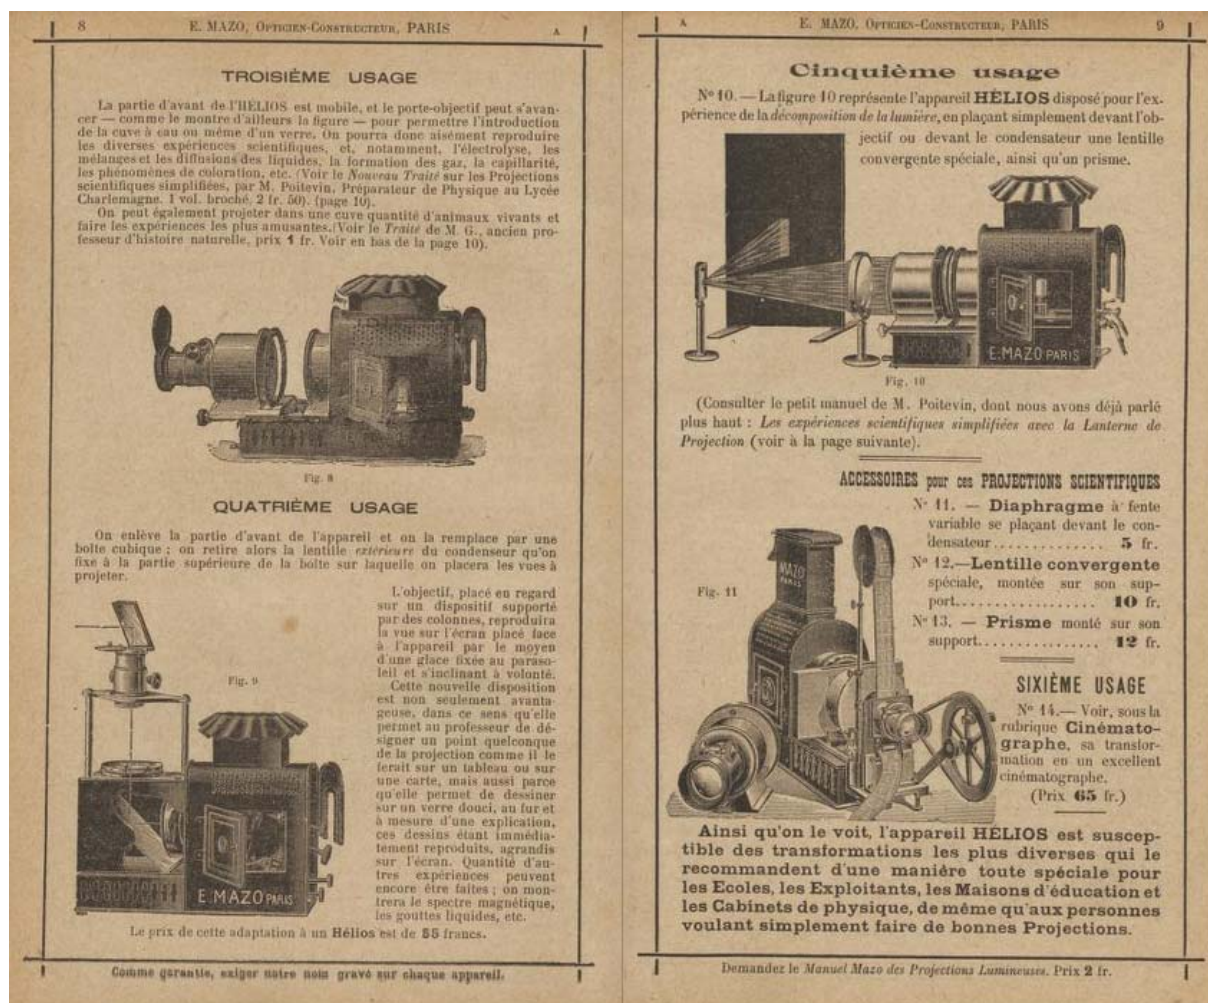 8 E. MAZO, OPTICIEN-CONSTRUCTEUR, PARIS A
TROISIÈME USAGE
La partie d'avant de l'HÉLIOS est mobile, et le porte-objectif peut s'avan-
cer — comme le montre d'ailleurs la figure — pour permettre l'introduction
de la cuve à eau ou même d'un verre. On pourra donc aisément reproduire
les diverses expériences scientifiques, et, notamment, l'électrolyse, les
mélanges et les diffusions des liquides, la formation des gaz, la capillarité,
les phénomènes de coloration, etc. (Voir le Nouveau Traité sur les Projections
scientifiques simplifiées, par M. Poitevin, Préparateur de Physique au Lycée
Charlemagne. 1 vol. broché, 2 fr. 50). (page 10).
On peut également projeter dans une cuve quantité d'animaux vivants et
faire les expériences les plus amusantes. (Voir le Traité de M. G., ancien pro-
fesseur d'histoire naturelle, prix 1 fr. Voir en bas de la page 10).
Fig. 8
QUATRIÈME USAGE
On enlève la partie d'avant de l'appareil et on la remplace par une
boîte cubique ; on retire alors la lentille extérieure du condenseur qu'on
fixe à la partie supérieure de la boîte sur laquelle on placera les vues à
projeter.
L'objectif, placé en regard
sur un dispositif supporté
par des colonnes, reproduira
la vue sur l'écran placé face
à l'appareil par le moyen
d'une glace fixée au paraso-
leil et s'inclinant à volonté.
Cette nouvelle disposition
est non seulement avanta-
geuse, dans ce sens qu'elle
permet au professeur de dé-
signer un point quelconque
de la projection comme il le
ferait sur un tableau ou sur
une carte, mais aussi parce
qu'elle permet de dessiner
sur un verre douci, au fur et
à mesure d'une explication,
ces dessins étant immédia-
tement reproduits, agrandis
sur l'écran. Quantité d'au-
tres expériences peuvent
encore être faites ; on mon-
trera le spectre magnétique,
les gouttes liquides, etc.
Fig. 9
E. MAZO PARIS
Le prix de cette adaptation à un Hélios est de 55 francs.
Comme garantie, exiger notre nom gravé sur chaque appareil.
A E. MAZO, OPTICIEN-CONSTRUCTEUR, PARIS 9
Cinquième usage
N° 10. — La figure 10 représente l'appareil HÉLIOS disposé pour l'ex-
périence de la décomposition de la lumière, en plaçant simplement devant l'ob-
jectif ou devant le condensateur une lentille
convergente spéciale, ainsi qu'un prisme.
E. MAZO PARIS
Fig. 10
(Consulter le petit manuel de M. Poitevin, dont nous avons déjà parlé
plus haut : Les expériences scientifiques simplifiées avec la Lanterne de
Projection (voir à la page suivante).
ACCESSOIRES pour ces PROJECTIONS SCIENTIFIQUES
N° 11. — Diaphragme à fente
variable se plaçant devant le con-
densateur.............. 5 fr.
N° 12.—Lentille convergente
spéciale, montée sur son sup-
port.................. 10 fr.
N° 13. — Prisme monté sur son
support............... 12 fr.
Fig. 11
MAZO
PARIS
SIXIÈME USAGE
N° 14.— Voir, sous la
rubrique Cinémato-
graphe, sa transfor-
mation en un excellent
cinématographe.
(Prix 65 fr.)
Ainsi qu'on le voit, l'appareil HÉLIOS est suscep-
tible des transformations les plus diverses qui le
recommandent d'une manière toute spéciale pour
les Ecoles, les Exploitants, les Maisons d'éducation et
les Cabinets de physique, de même qu'aux personnes
voulant simplement faire de bonnes Projections.
Demandez le Manuel Mazo des Projections Lumineuses. Prix 2 fr.